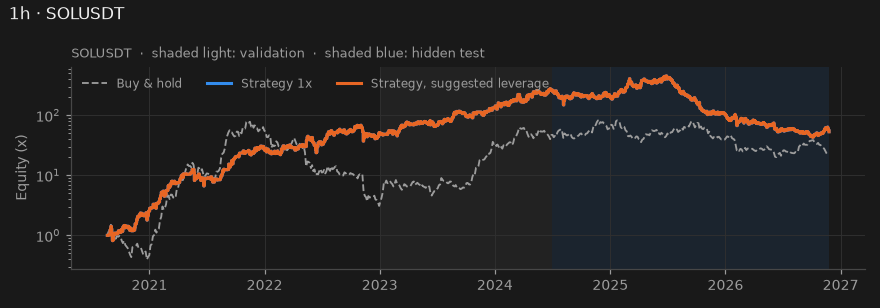 1h · SOLUSDT
SOLUSDT · shaded light: validation · shaded blue: hidden test
Buy & hold
Strategy 1x
Strategy, suggested leverage
Equity (x)
10²
10¹
10⁰
2021
2022
2023
2024
2025
2026
2027